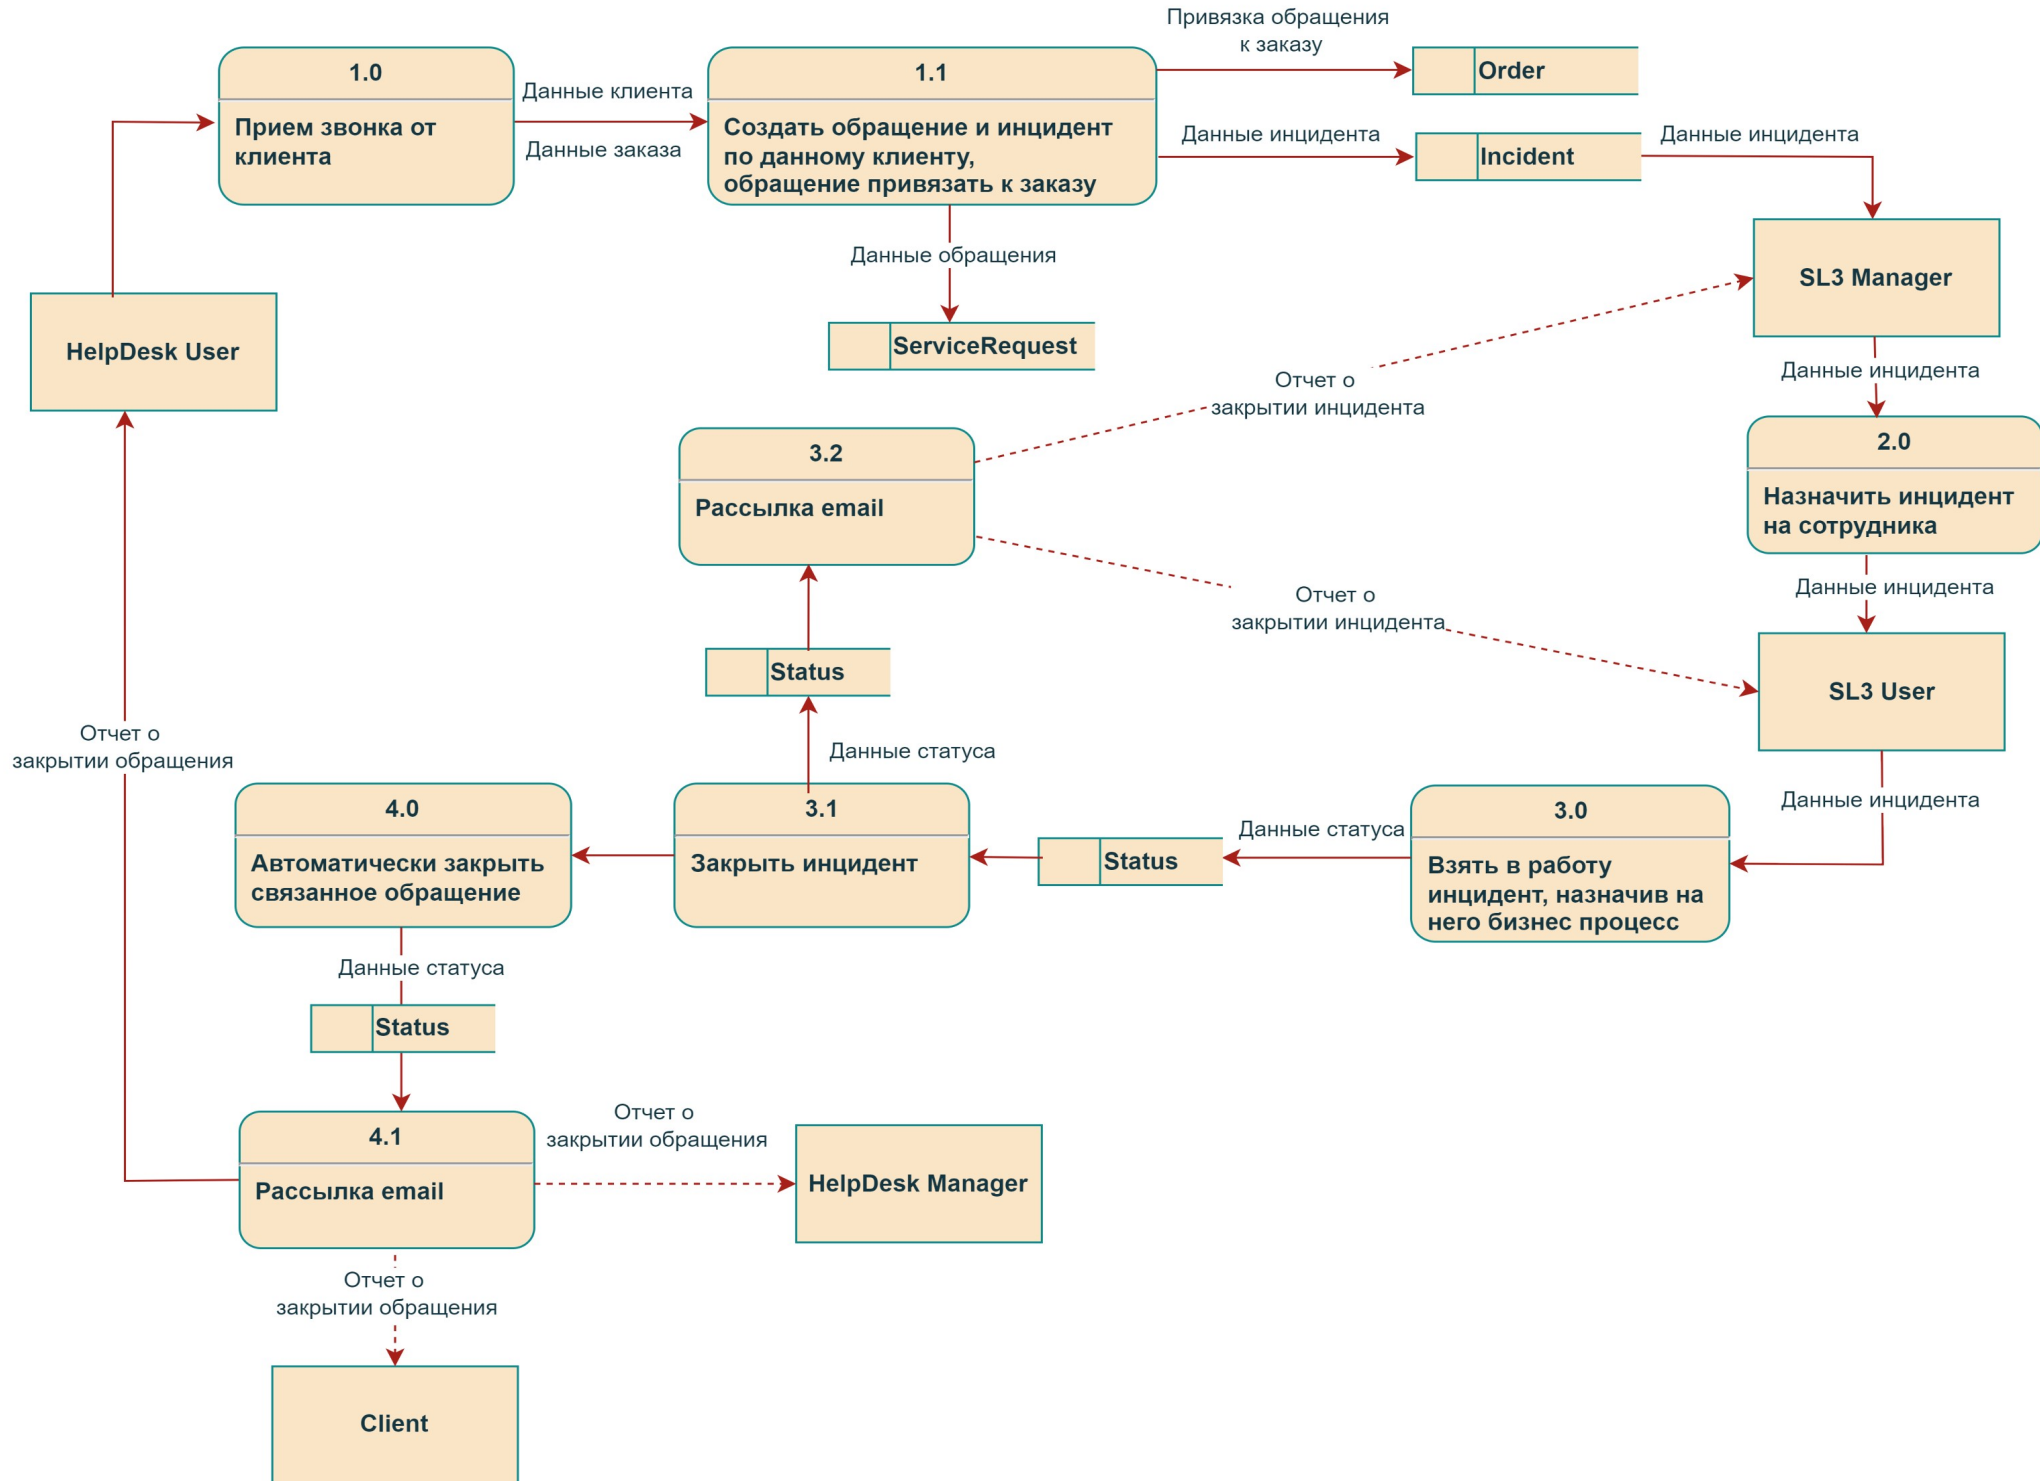 Привязка обращения
к заказу
1.0
Прием звонка от
клиента
Данные клиента
Данные заказа
1.1
Создать обращение и инцидент
по данному клиенту,
обращение привязать к заказу
Order
Данные инцидента
Incident
Данные инцидента
Данные обращения
ServiceRequest
HelpDesk User
SL3 Manager
Данные инцидента
Отчет о
закрытии инцидента
2.0
Назначить инцидент
на сотрудника
3.2
Рассылка email
Данные инцидента
Отчет о
закрытии инцидента
SL3 User
Status
Данные статуса
Отчет о
закрытии обращения
Данные инцидента
4.0
Автоматически закрыть
связанное обращение
3.1
Закрыть инцидент
Status
Данные статуса
3.0
Взять в работу
инцидент, назначив на
него бизнес процесс
Данные статуса
Status
4.1
Рассылка email
Отчет о
закрытии обращения
HelpDesk Manager
Отчет о
закрытии обращения
Client